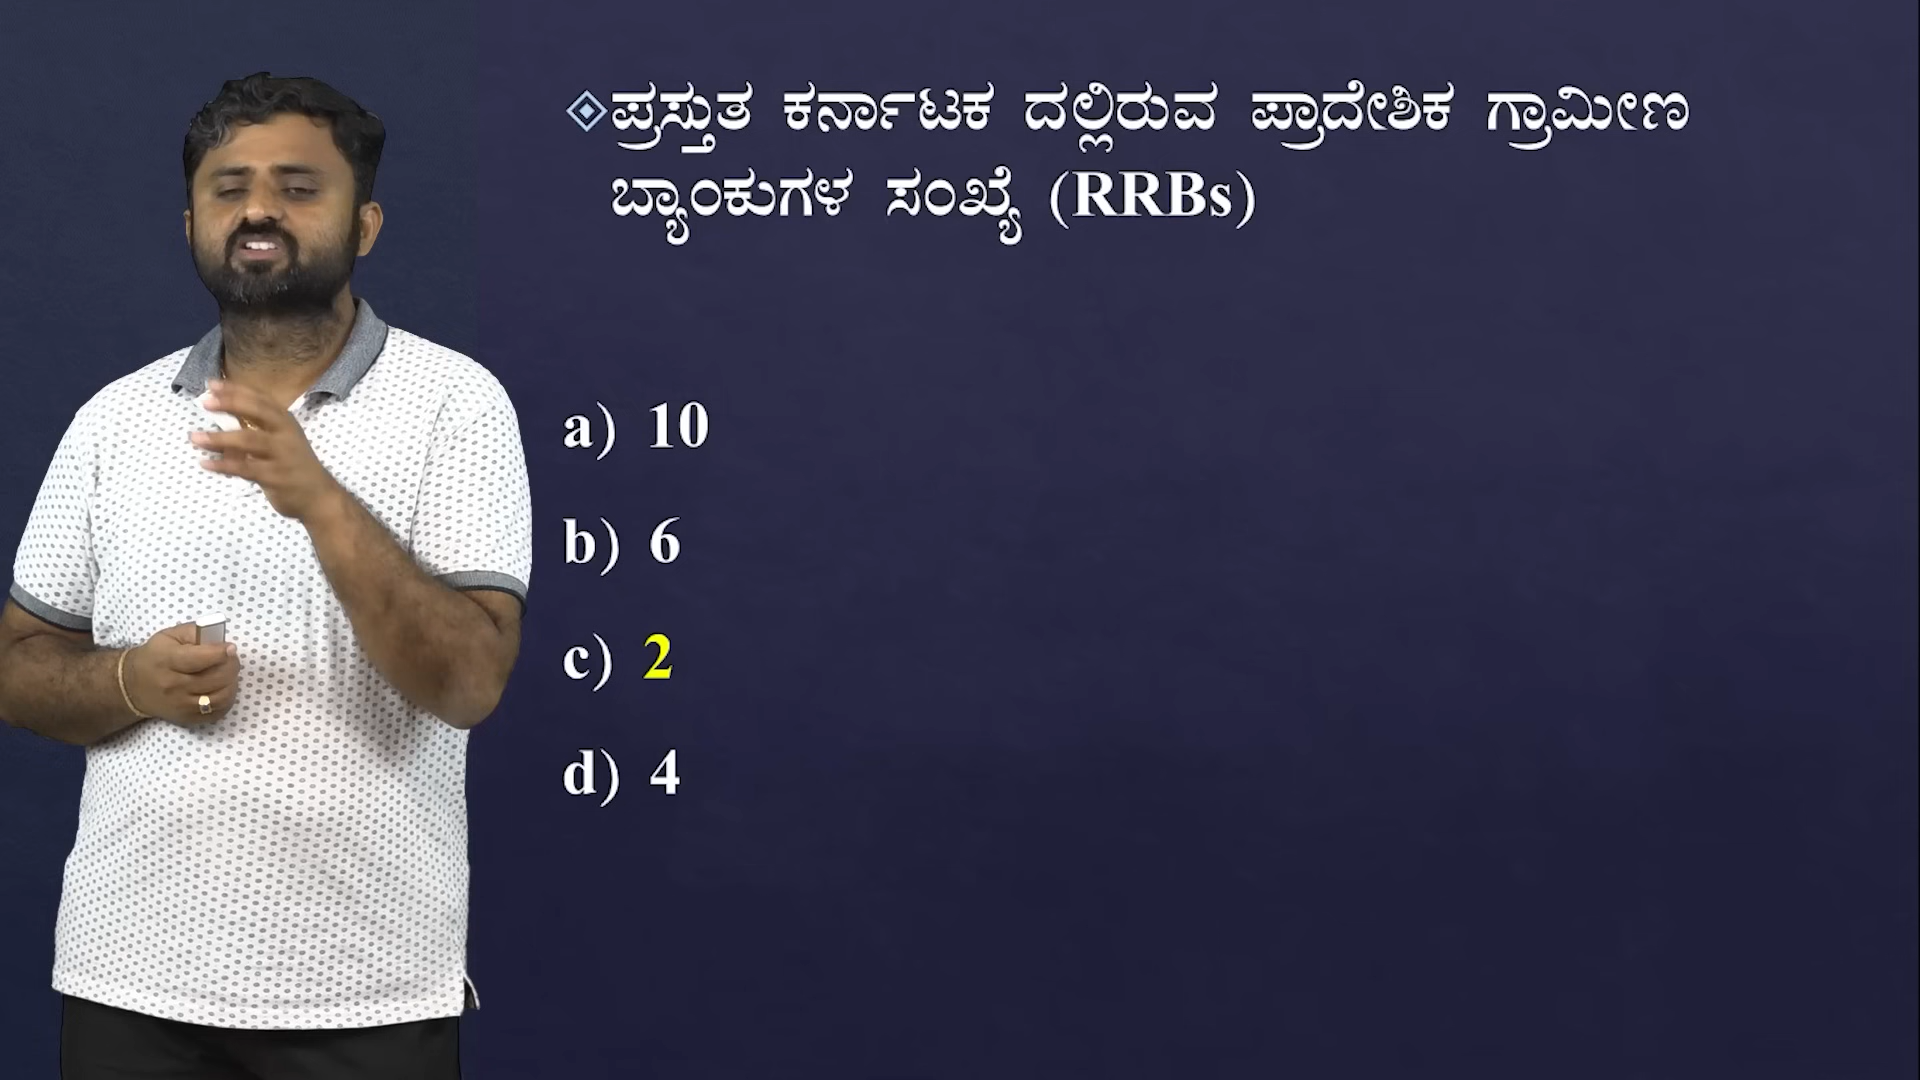 ಪ್ರಸ್ತುತ ಕರ್ನಾಟಕ ದಲ್ಲಿರುವ ಪ್ರಾದೇಶಿಕ ಗ್ರಾಮೀಣ
ಬ್ಯಾಂಕುಗಳ ಸಂಖ್ಯೆ (RRBs)
a) 10
b) 6
c) 2
d) 4